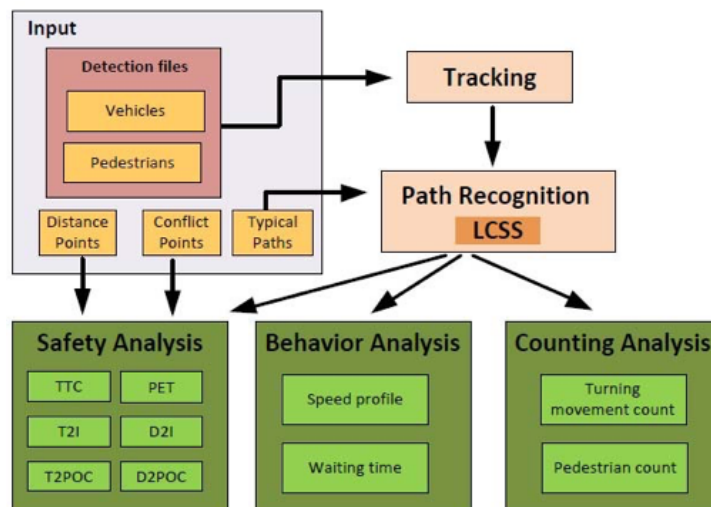 Input
Detection files
Vehicles
Pedestrians
Distance
Points
Conflict
Points
Typical
Paths
Tracking
Path Recognition
LCSS
Safety Analysis
TTC
PET
T2I
D2I
T2POC
D2POC
Behavior Analysis
Speed profile
Waiting time
Counting Analysis
Turning
movement count
Pedestrian count